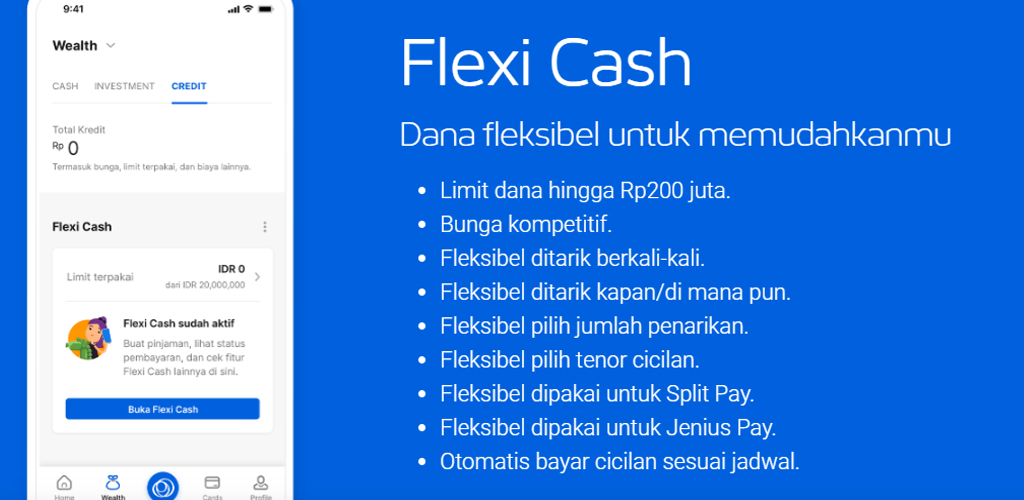 9:41
Wealth
CASH INVESTMENT CREDIT
Total Kredit
Rp 0
Termasuk bunga, limit terpakai, dan biaya lainnya.
Flexi Cash
Limit terpakai
IDR 0
dari IDR 20,000,000
Flexi Cash sudah aktif
Buat pinjaman, lihat status
pembayaran, dan cek fitur
Flexi Cash lainnya di sini.
Buka Flexi Cash
Home Wealth Cards Profile
Flexi Cash
Dana fleksibel untuk memudahkanmu
• Limit dana hingga Rp200 juta.
• Bunga kompetitif.
• Fleksibel ditarik berkali-kali.
• Fleksibel ditarik kapan/di mana pun.
• Fleksibel pilih jumlah penarikan.
• Fleksibel pilih tenor cicilan.
• Fleksibel dipakai untuk Split Pay.
• Fleksibel dipakai untuk Jenius Pay.
• Otomatis bayar cicilan sesuai jadwal.